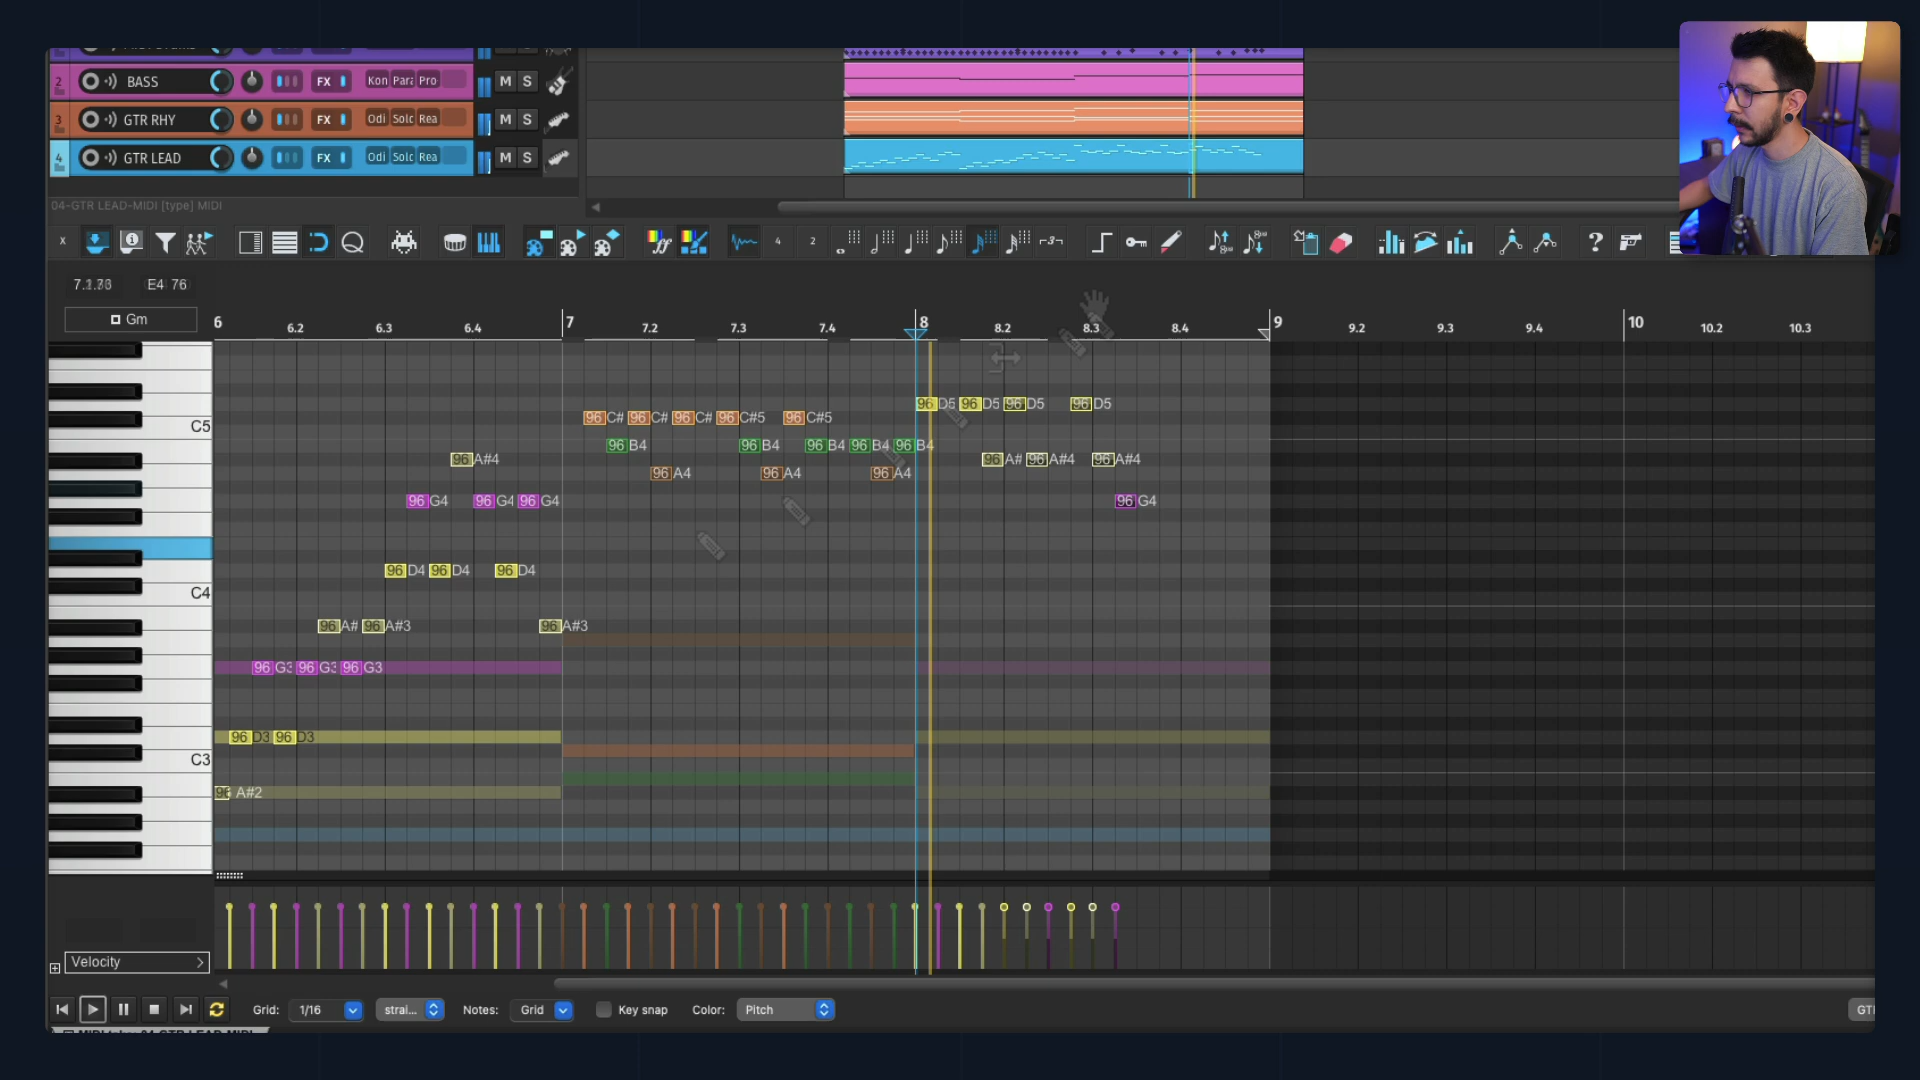 2 BASS FX Kon Para Pro M S
3 GTR RHY FX Odi Solc Rea M S
4 GTR LEAD FX Odi Solc Rea M S
04-GTR LEAD-MIDI [type] MIDI
x 4 2 -3-
E4 76
Gm
6 6.2 6.3 6.4 7 7.2 7.3 7.4 8 8.2 8.3 8.4 9 9.2 9.3 9.4 10 10.2 10.3
96 D5 96 D5 96 D5 96 D5
C5 96 C# 96 C# 96 C# 96 C#5 96 C#5
96 B4 96 B4 96 B4 96 B4 96 B4
96 A#4 96 A# 96 A#4 96 A#4
96 A4 96 A4 96 A4
96 G4 96 G4 96 G4 96 G4
96 D4 96 D4 96 D4
C4
96 A# 96 A#3 96 A#3
96 G3 96 G3 96 G3
96 D3 96 D3
C3
96 A#2
Velocity
Grid: 1/16 strai... Notes: Grid Key snap Color: Pitch GTI